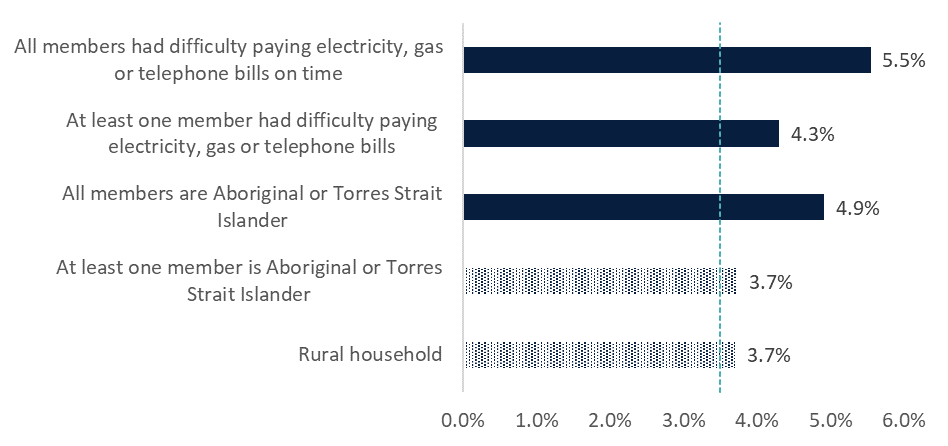 All members had difficulty paying electricity, gas
or telephone bills on time
5.5%
At least one member had difficulty paying
electricity, gas or telephone bills
4.3%
All members are Aboriginal or Torres Strait
Islander
4.9%
At least one member is Aboriginal or Torres
Strait Islander
3.7%
Rural household
3.7%
0.0% 1.0% 2.0% 3.0% 4.0% 5.0% 6.0%